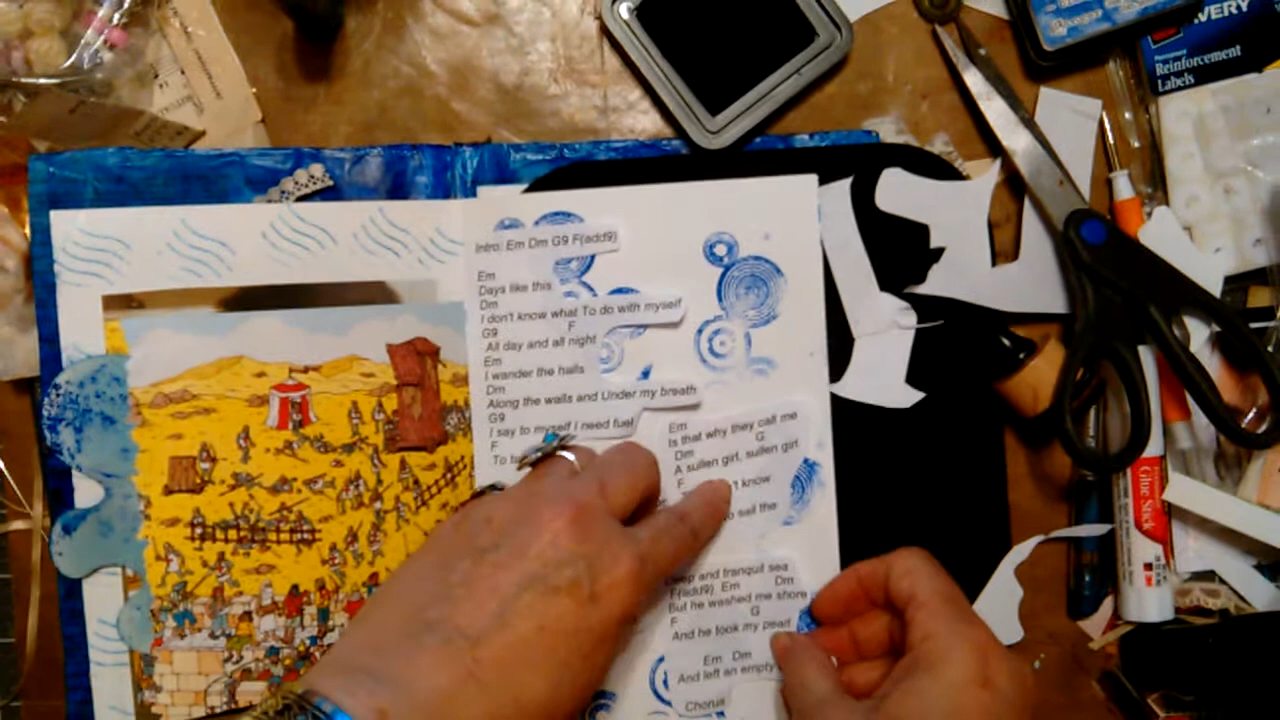 Intro: Em Dm G9 F(add9)
Em
Days like this
Dm
I don't know what To do with myself
G9 F
All day and all night
Em
I wander the halls
Dm
Along the walls and Under my breath
G9
I say to myself I need fuel
F
To
Em
Is that why they call me
G
Dm
A sullen girl, sullen girl
F
't know
to sail the
Deep and tranquil sea
F(add9) Em Dm
But he washed me shore
F G
And he took my pearl
Em Dm
And left an empty
Chorus
AVERY
Permanent
Reinforcement
Labels
Glue Stick